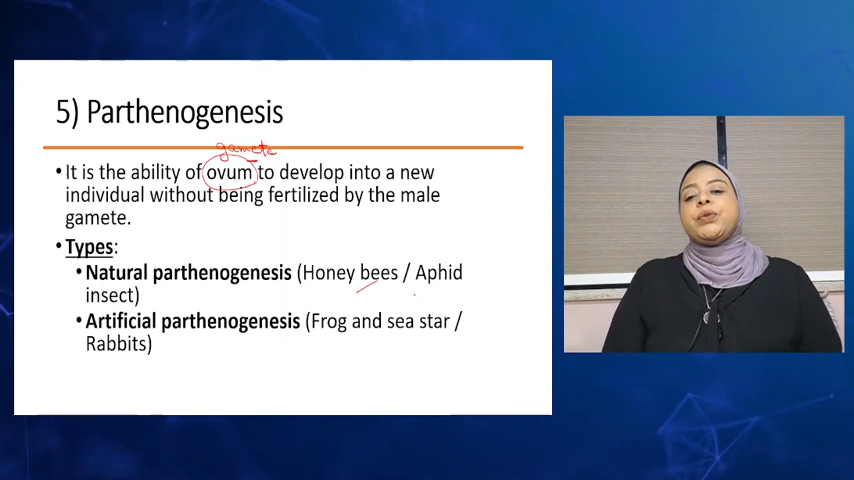 5) Parthenogenesis
gamete
•It is the ability of ovum to develop into a new
individual without being fertilized by the male
gamete.
•Types:
•Natural parthenogenesis (Honey bees / Aphid
insect)
•Artificial parthenogenesis (Frog and sea star /
Rabbits)